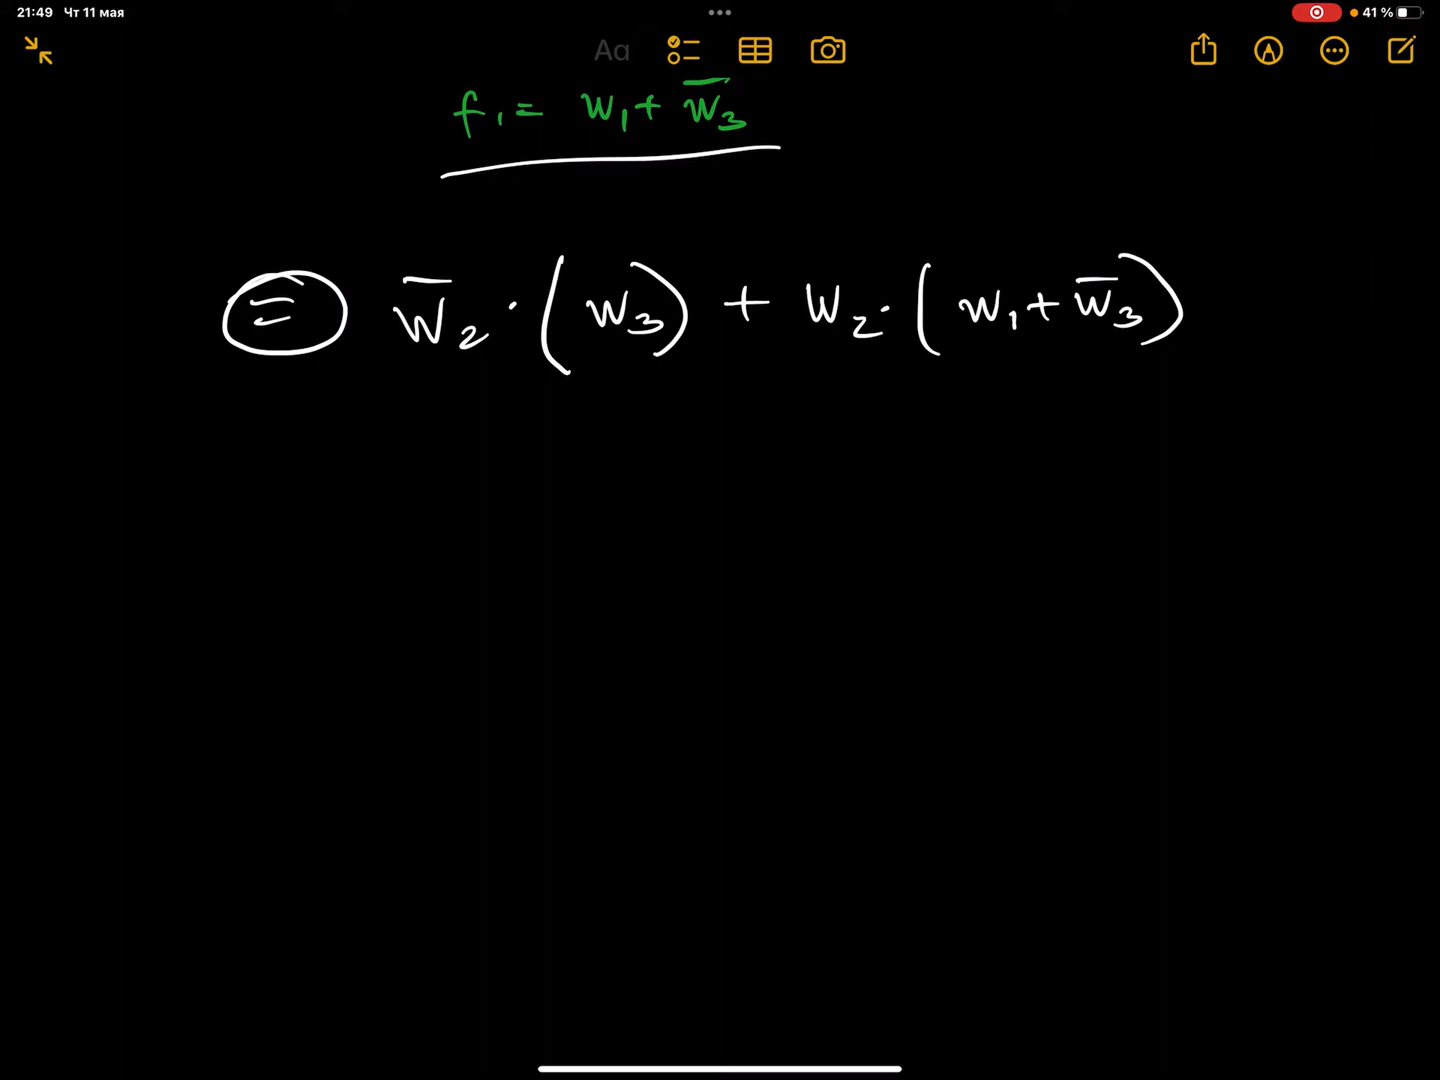 21:49 Чт 11 мая 41 %
Aa
f₁ = w₁ + w̅₃
= w̅₂ · (w₃) + w₂ · (w₁ + w̅₃)